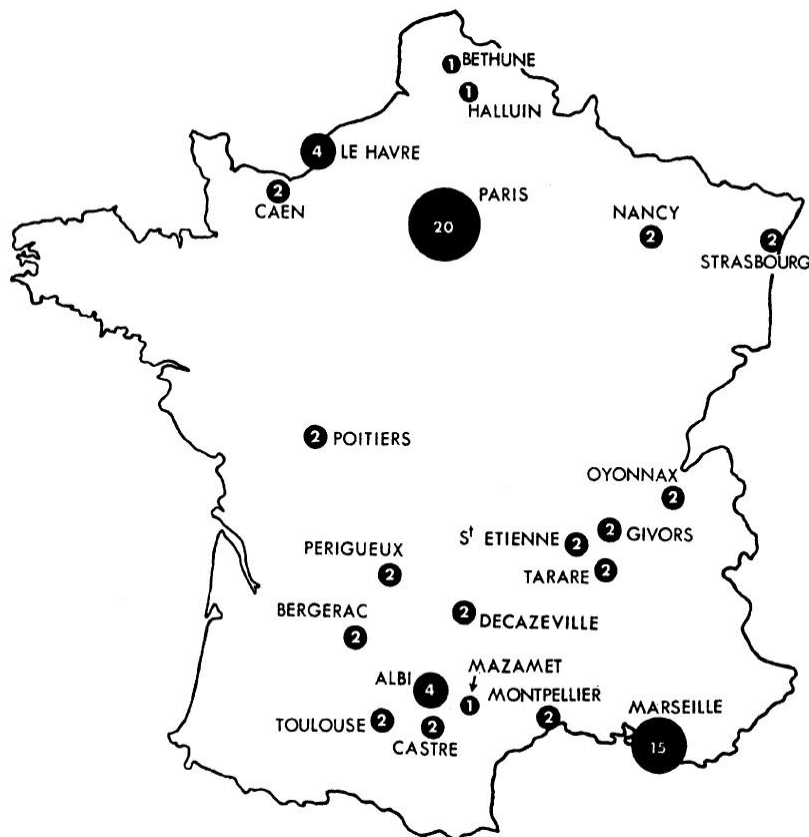 1 BETHUNE
1
HALLUIN
4 LE HAVRE
2
CAEN
PARIS
20
NANCY
2
2
STRASBOURG
2 POITIERS
OYONNAX
2
St ETIENNE 2
2 GIVORS
TARARE 2
PERIGUEUX
2
BERGERAC
2
2 DECAZEVILLE
ALBI 4
MAZAMET
1
MONTPELLIER
2
MARSEILLE
15
TOULOUSE 2
2
CASTRE